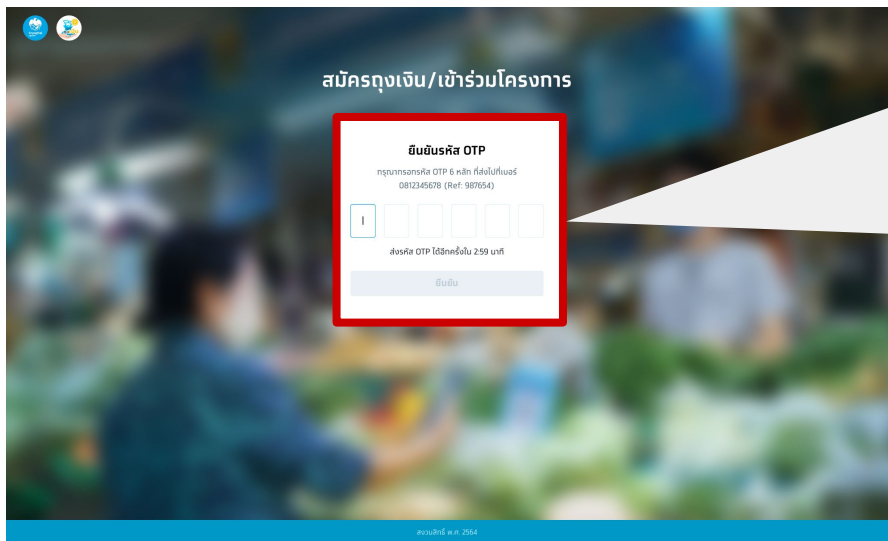 สมัครถุงเงิน/เข้าร่วมโครงการ
ยืนยันรหัส OTP
กรุณากรอกรหัส OTP 6 หลัก ที่ส่งไปที่เบอร์
0812345678 (Ref: 987654)
ส่งรหัส OTP ได้อีกครั้งใน 2:59 นาที
ยืนยัน
สงวนสิทธิ์ พ.ศ. 2564